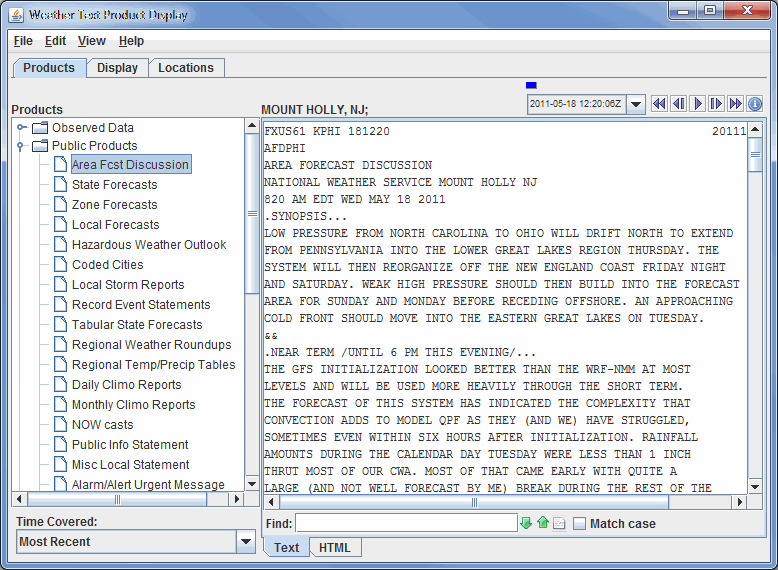 Weather Text Product Display
File Edit View Help
Products Display Locations
Products
Observed Data
Public Products
Area Fcst Discussion
State Forecasts
Zone Forecasts
Local Forecasts
Hazardous Weather Outlook
Coded Cities
Local Storm Reports
Record Event Statements
Tabular State Forecasts
Regional Weather Roundups
Regional Temp/Precip Tables
Daily Climo Reports
Monthly Climo Reports
NOW casts
Public Info Statement
Misc Local Statement
Alarm/Alert Urgent Message
Time Covered:
Most Recent
MOUNT HOLLY, NJ;
2011-05-18 12:20:06Z
FXUS61 KPHI 181220 20111
AFDPHI
AREA FORECAST DISCUSSION
NATIONAL WEATHER SERVICE MOUNT HOLLY NJ
820 AM EDT WED MAY 18 2011
.SYNOPSIS...
LOW PRESSURE FROM NORTH CAROLINA TO OHIO WILL DRIFT NORTH TO EXTEND
FROM PENNSYLVANIA INTO THE LOWER GREAT LAKES REGION THURSDAY. THE
SYSTEM WILL THEN REORGANIZE OFF THE NEW ENGLAND COAST FRIDAY NIGHT
AND SATURDAY. WEAK HIGH PRESSURE SHOULD THEN BUILD INTO THE FORECAST
AREA FOR SUNDAY AND MONDAY BEFORE RECEDING OFFSHORE. AN APPROACHING
COLD FRONT SHOULD MOVE INTO THE EASTERN GREAT LAKES ON TUESDAY.
&&
.NEAR TERM /UNTIL 6 PM THIS EVENING/...
THE GFS INITIALIZATION LOOKED BETTER THAN THE WRF-NMM AT MOST
LEVELS AND WILL BE USED MORE HEAVILY THROUGH THE SHORT TERM.
THE FORECAST OF THIS SYSTEM HAS INDICATED THE COMPLEXITY THAT
CONVECTION ADDS TO MODEL QPF AS THEY (AND WE) HAVE STRUGGLED,
SOMETIMES EVEN WITHIN SIX HOURS AFTER INITIALIZATION. RAINFALL
AMOUNTS DURING THE CALENDAR DAY TUESDAY WERE LESS THAN 1 INCH
THRUT MOST OF OUR CWA. MOST OF THAT CAME EARLY WITH QUITE A
LARGE (AND NOT WELL FORECAST BY ME) BREAK DURING THE REST OF THE
Find: Match case
Text HTML